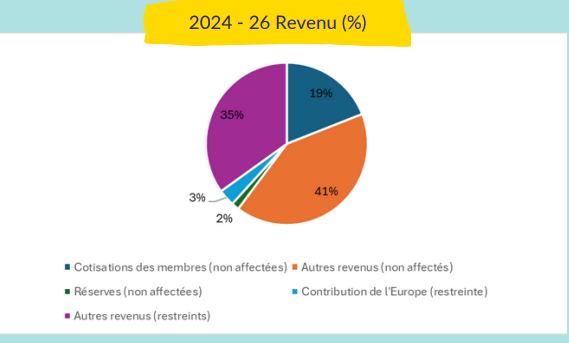 2024 - 26 Revenu (%)
19%
35%
41%
3%
2%
Cotisations des membres (non affectées) Autres revenus (non affectés)
Réserves (non affectées) Contribution de l'Europe (restreinte)
Autres revenus (restreints)